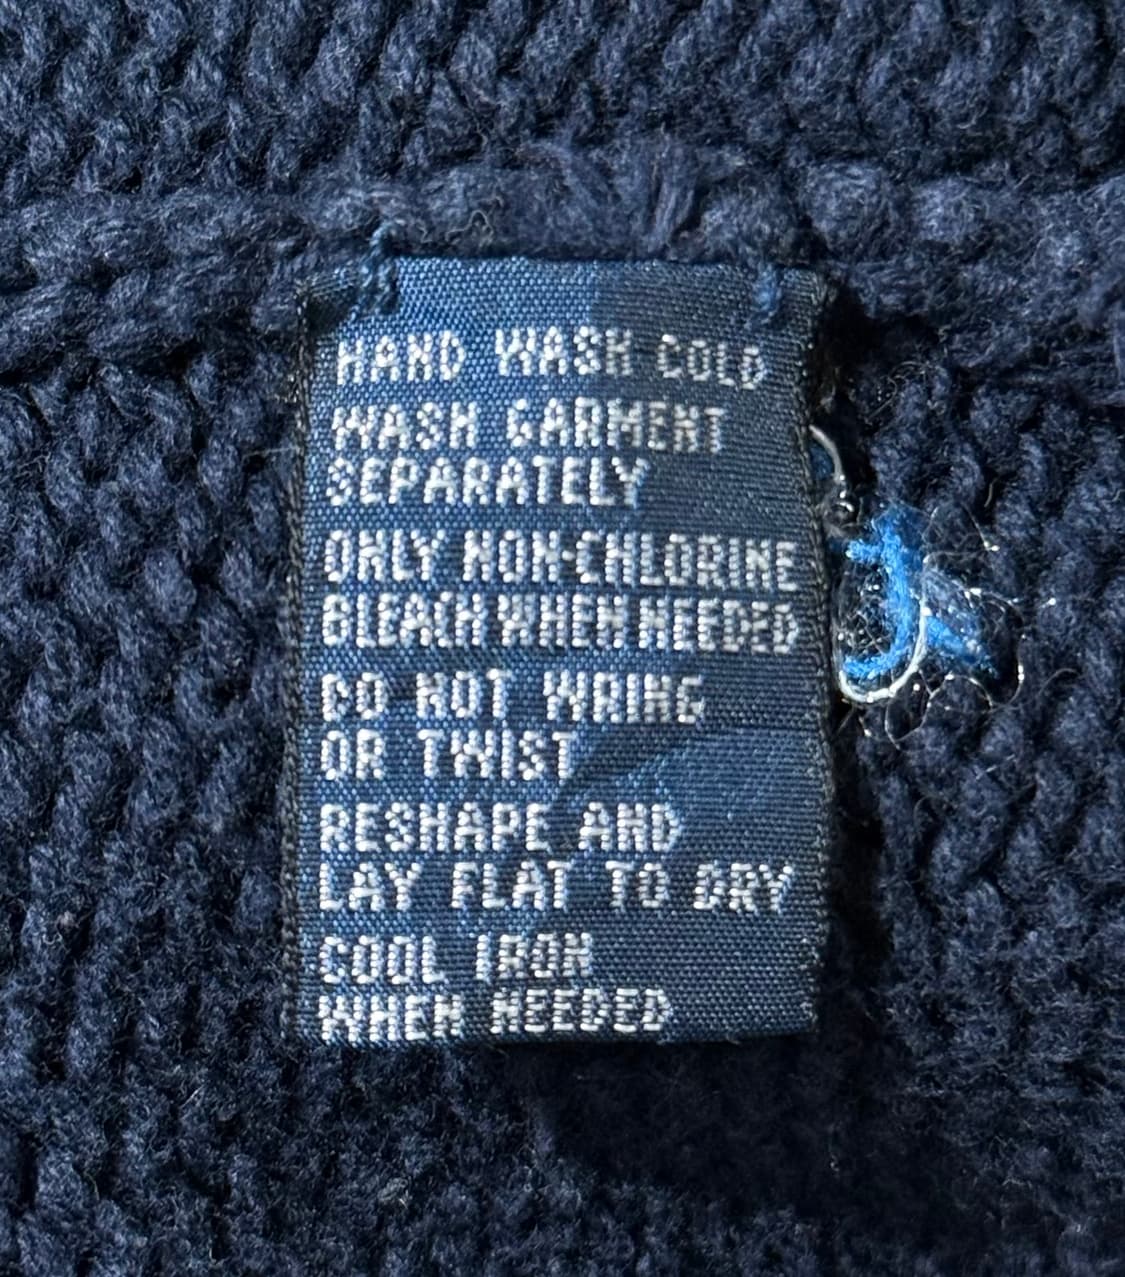 HAND WASH COLD
WASH GARMENT
SEPARATELY
ONLY NON-CHLORINE
BLEACH WHEN NEEDED
DO NOT WRING
OR TWIST
RESHAPE AND
LAY FLAT TO DRY
COOL IRON
WHEN NEEDED